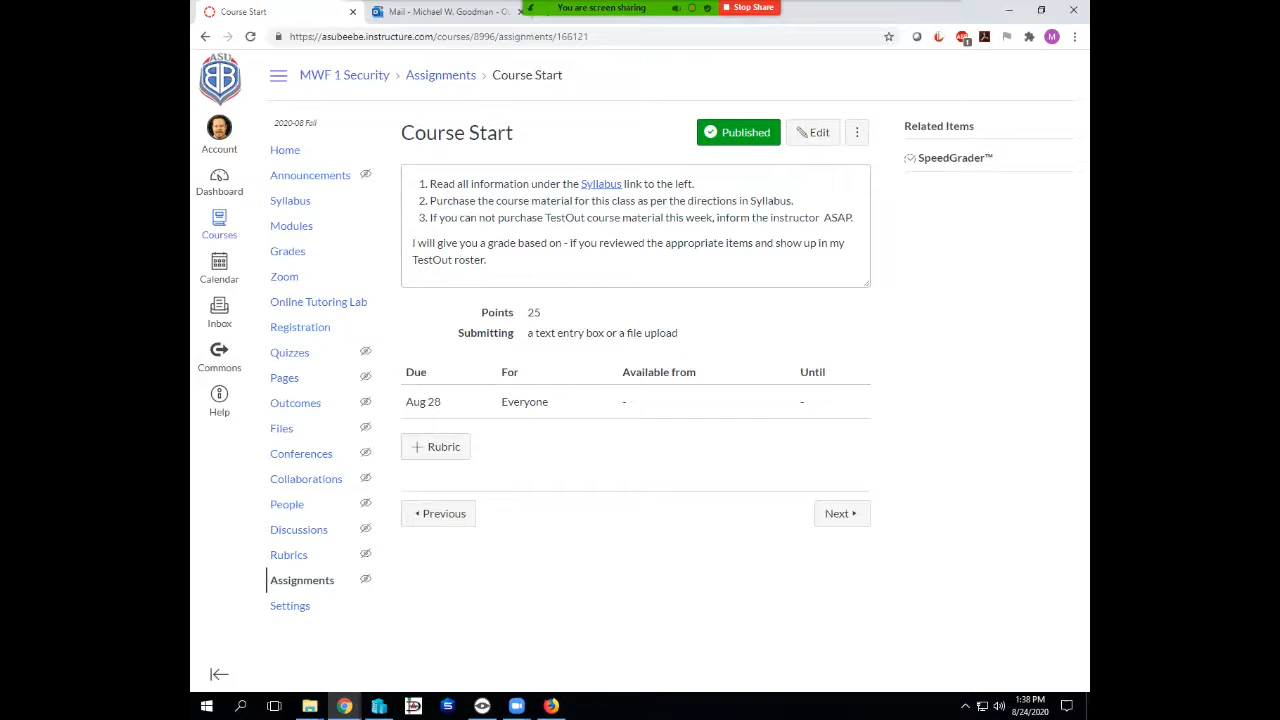 Course Start
Mail - Michael W. Goodman - Ou
You are screen sharing
Stop Share
https://asubeebe.instructure.com/courses/8996/assignments/166121
1
M
ASU
BB
Account
Dashboard
Courses
Calendar
Inbox
Commons
Help
MWF 1 Security › Assignments › Course Start
2020-08 Fall
Home
Announcements
Syllabus
Modules
Grades
Zoom
Online Tutoring Lab
Registration
Quizzes
Pages
Outcomes
Files
Conferences
Collaborations
People
Discussions
Rubrics
Assignments
Settings
Course Start
Published
Edit
1. Read all information under the Syllabus link to the left.
2. Purchase the course material for this class as per the directions in Syllabus.
3. If you can not purchase TestOut course material this week, inform the instructor ASAP.
I will give you a grade based on - if you reviewed the appropriate items and show up in my
TestOut roster.
Points 25
Submitting a text entry box or a file upload
Due For Available from Until
Aug 28 Everyone - -
+ Rubric
Previous
Next
Related Items
SpeedGrader™
1:38 PM
8/24/2020